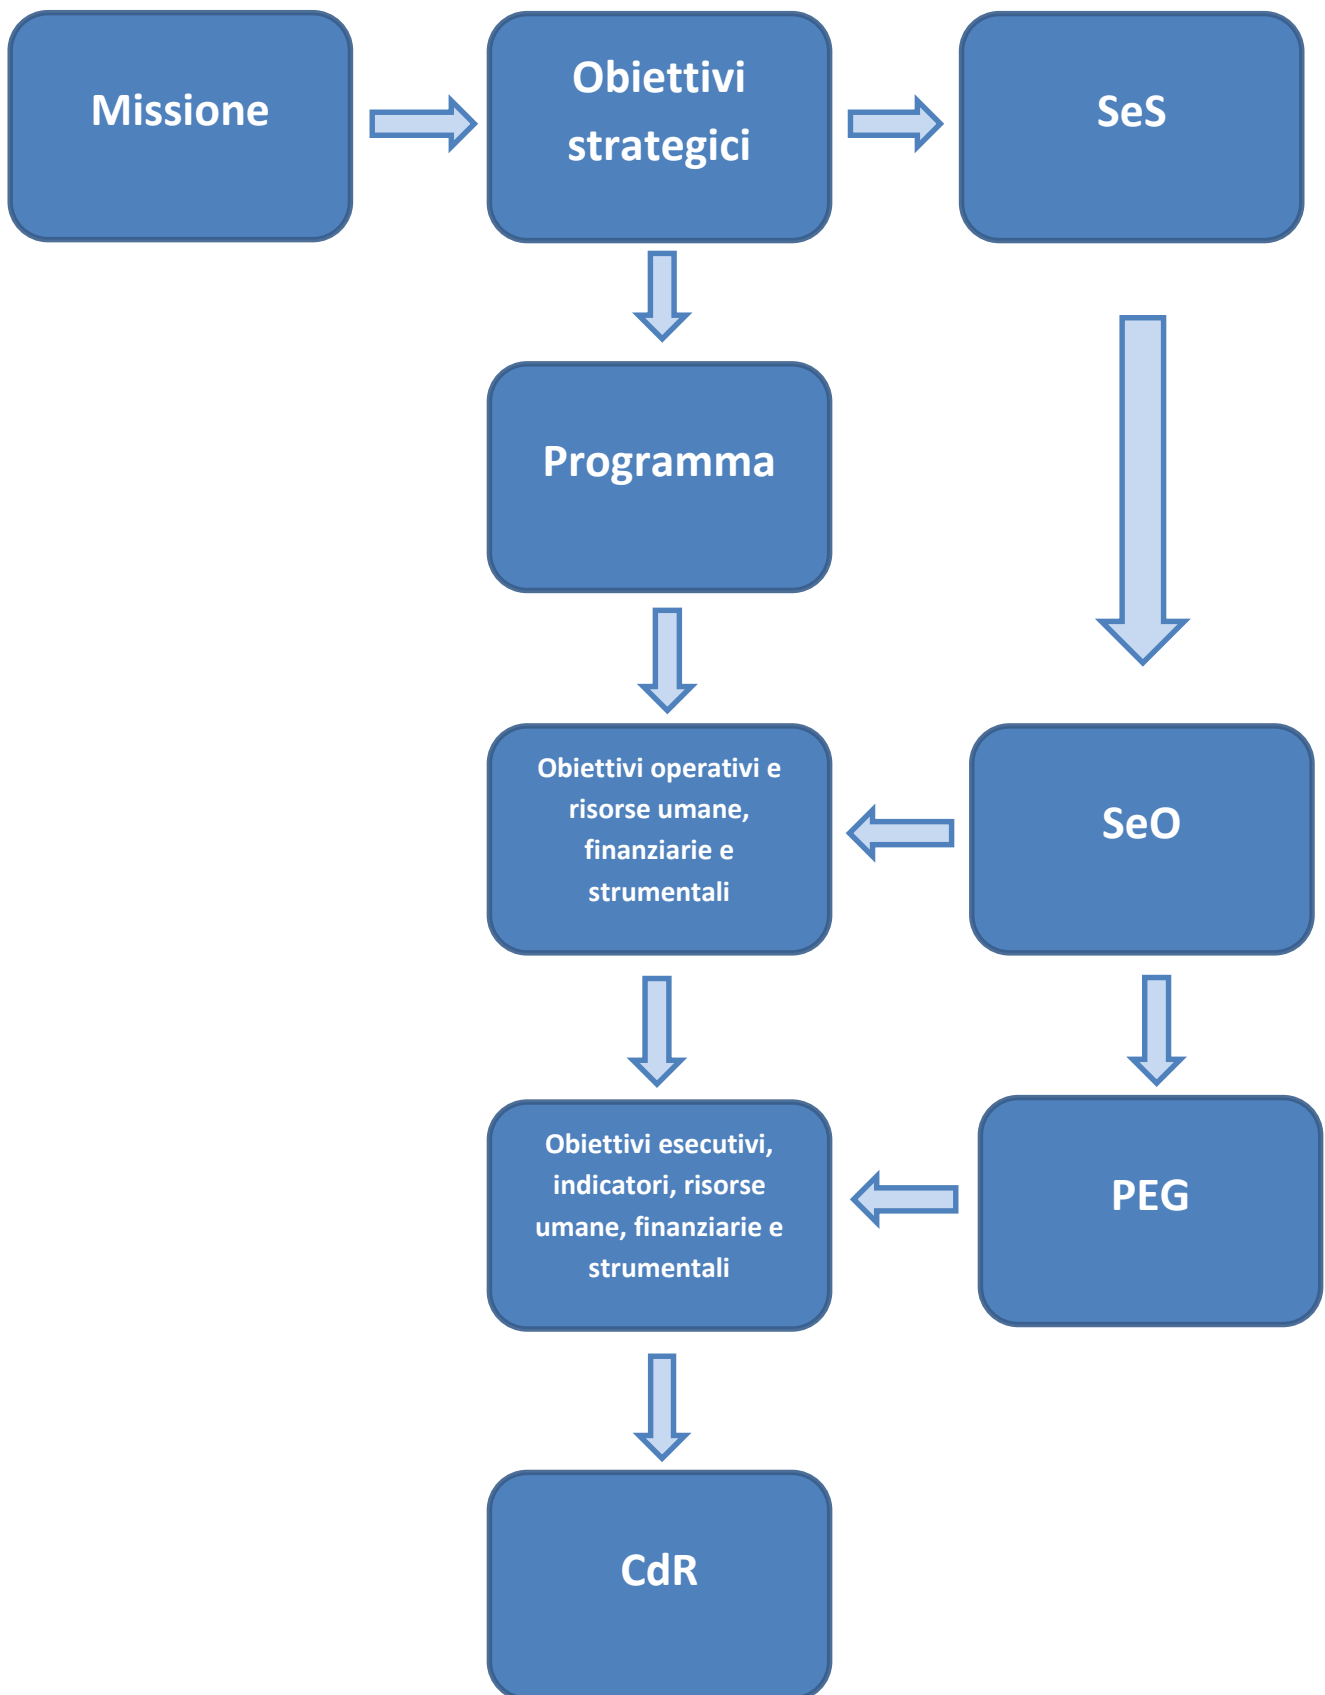 Missione
Obiettivi
strategici
SeS
Programma
Obiettivi operativi e
risorse umane,
finanziarie e
strumentali
SeO
Obiettivi esecutivi,
indicatori, risorse
umane, finanziarie e
strumentali
PEG
CdR